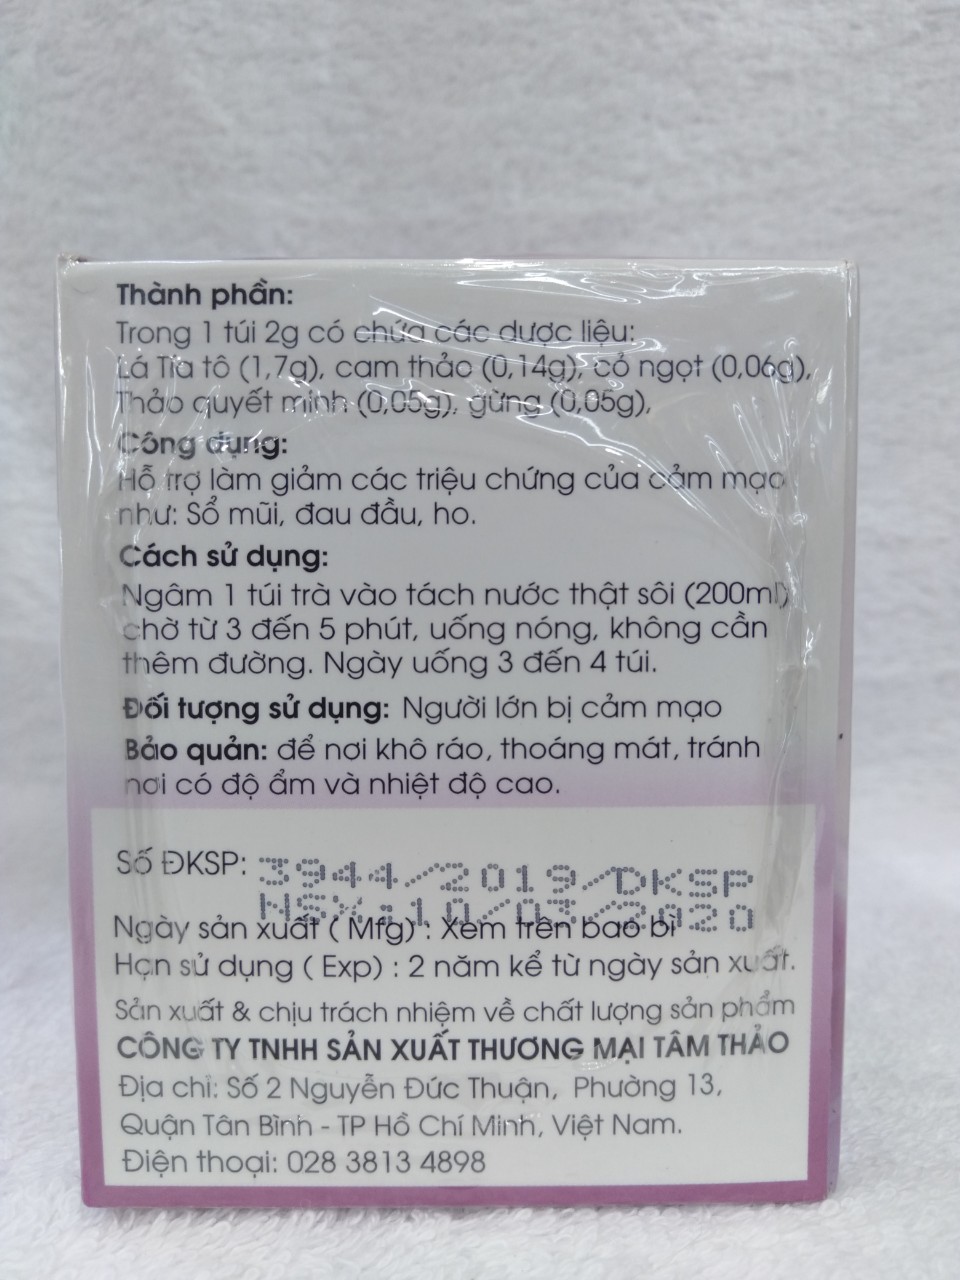 Thành phần:
Trong 1 túi 2g có chứa các dược liệu:
Lá Tía tô (1,7g), cam thảo (0,14g), cỏ ngọt (0,06g),
Thảo quyết minh (0,05g), gừng (0,05g),
Công dụng:
Hỗ trợ làm giảm các triệu chứng của cảm mạo
như: Sổ mũi, đau đầu, ho.
Cách sử dụng:
Ngâm 1 túi trà vào tách nước thật sôi (200ml)
chờ từ 3 đến 5 phút, uống nóng, không cần
thêm đường. Ngày uống 3 đến 4 túi.
Đối tượng sử dụng: Người lớn bị cảm mạo
Bảo quản: để nơi khô ráo, thoáng mát, tránh
nơi có độ ẩm và nhiệt độ cao.
Số ĐKSP: 3944/2019/DKSP
NSX:10/03/2020
Ngày sản xuất ( Mfg) : Xem trên bao bì
Hạn sử dụng ( Exp) : 2 năm kể từ ngày sản xuất.
Sản xuất & chịu trách nhiệm về chất lượng sản phẩm
CÔNG TY TNHH SẢN XUẤT THƯƠNG MẠI TÂM THẢO
Địa chỉ: Số 2 Nguyễn Đức Thuận, Phường 13,
Quận Tân Bình - TP Hồ Chí Minh, Việt Nam.
Điện thoại: 028 3813 4898